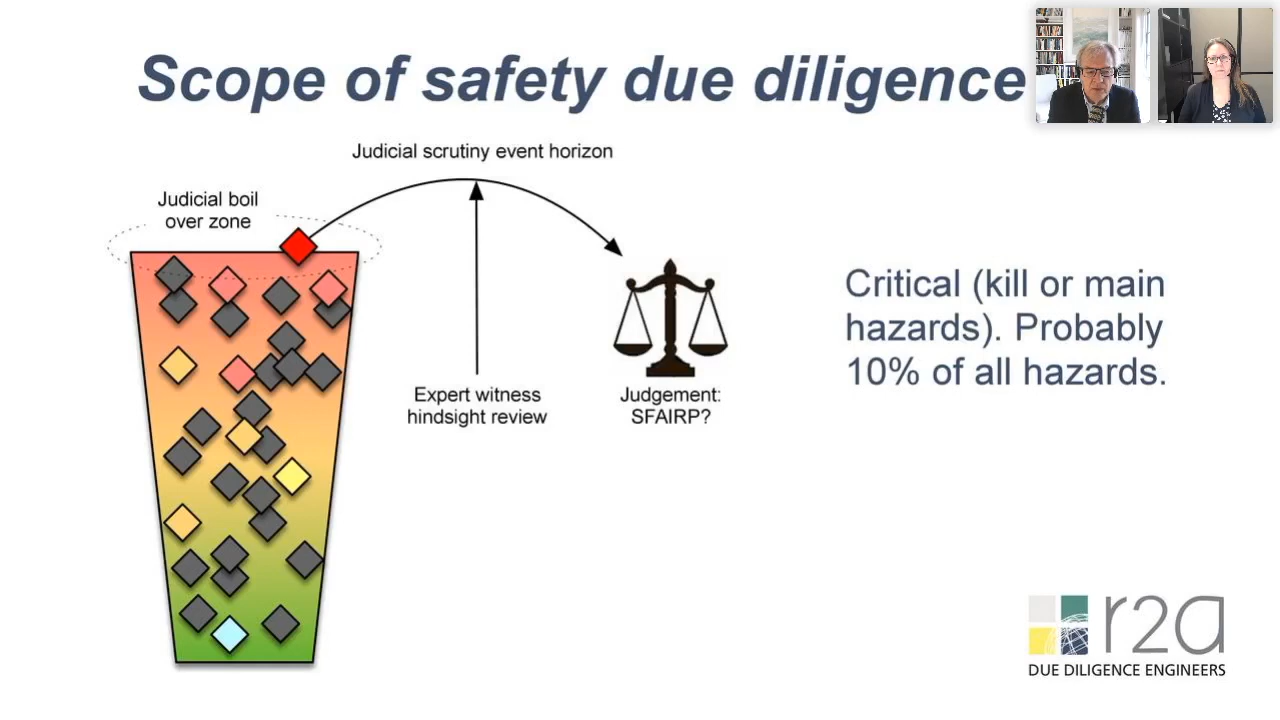 Scope of safety due diligence
Judicial scrutiny event horizon
Judicial boil
over zone
Expert witness
hindsight review
Judgement:
SFAIRP?
Critical (kill or main
hazards). Probably
10% of all hazards.
r2a
DUE DILIGENCE ENGINEERS